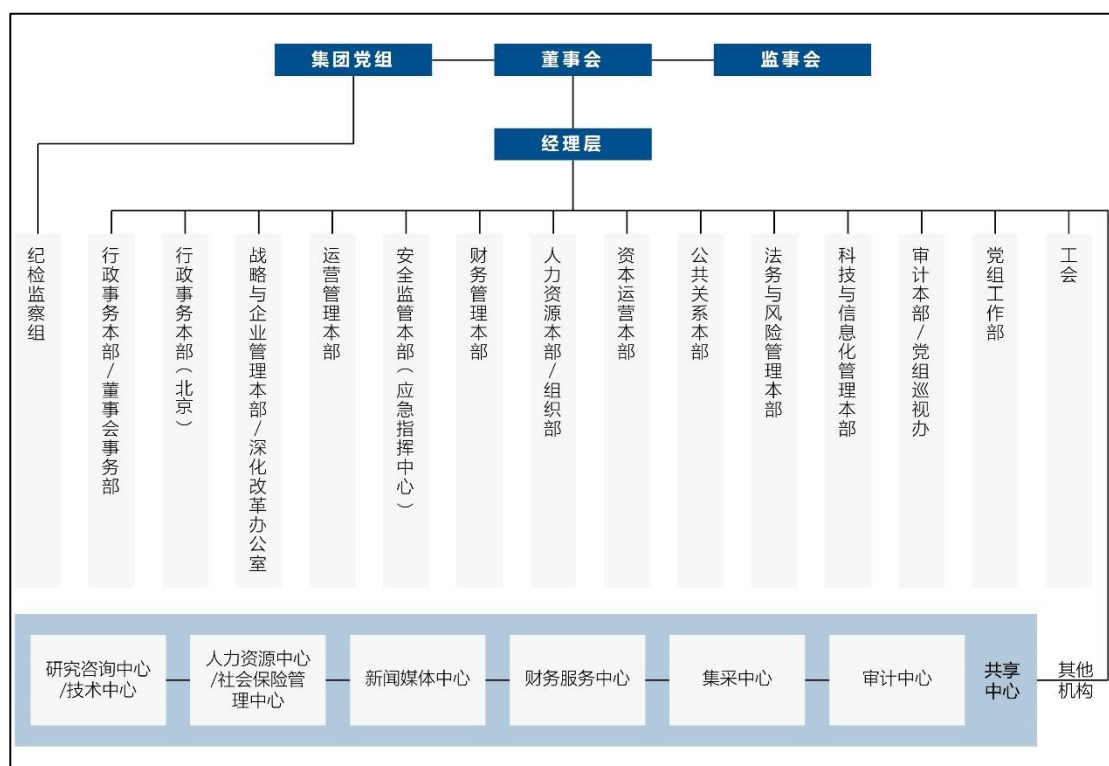 集团党组
董事会
监事会
经理层
纪检监察组
行政事务本部/董事会事务部
行政事务本部（北京）
战略与企业管理本部/深化改革办公室
运营管理本部
安全监管本部（应急指挥中心）
财务管理本部
人力资源本部/组织部
资本运营本部
公共关系本部
法务与风险管理本部
科技与信息化管理本部
审计本部/党组巡视办
党组工作部
工会
研究咨询中心
/技术中心
人力资源中心
/社会保险管
理中心
新闻媒体中心
财务服务中心
集采中心
审计中心
共享
中心
其他
机构